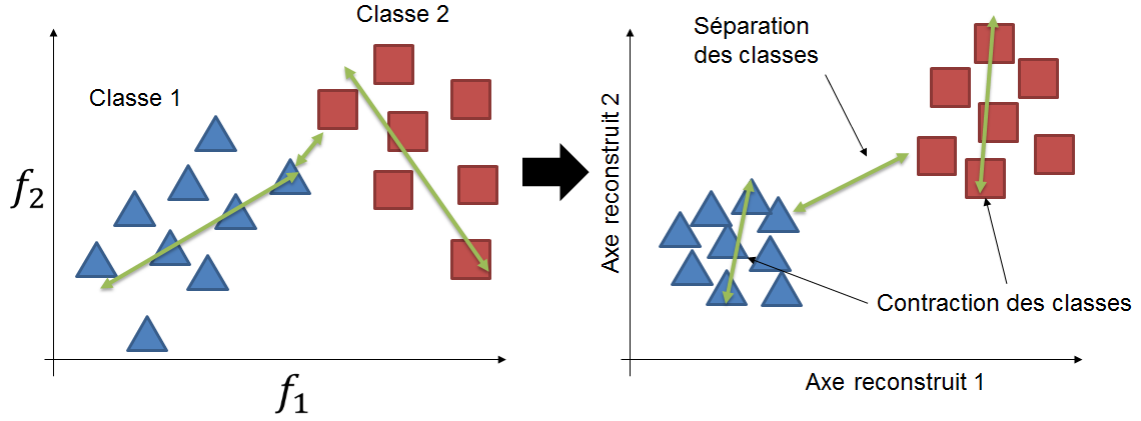 Classe 2
Classe 1
f₂
f₁
Séparation
des classes
Axe reconstruit 2
Contraction des classes
Axe reconstruit 1